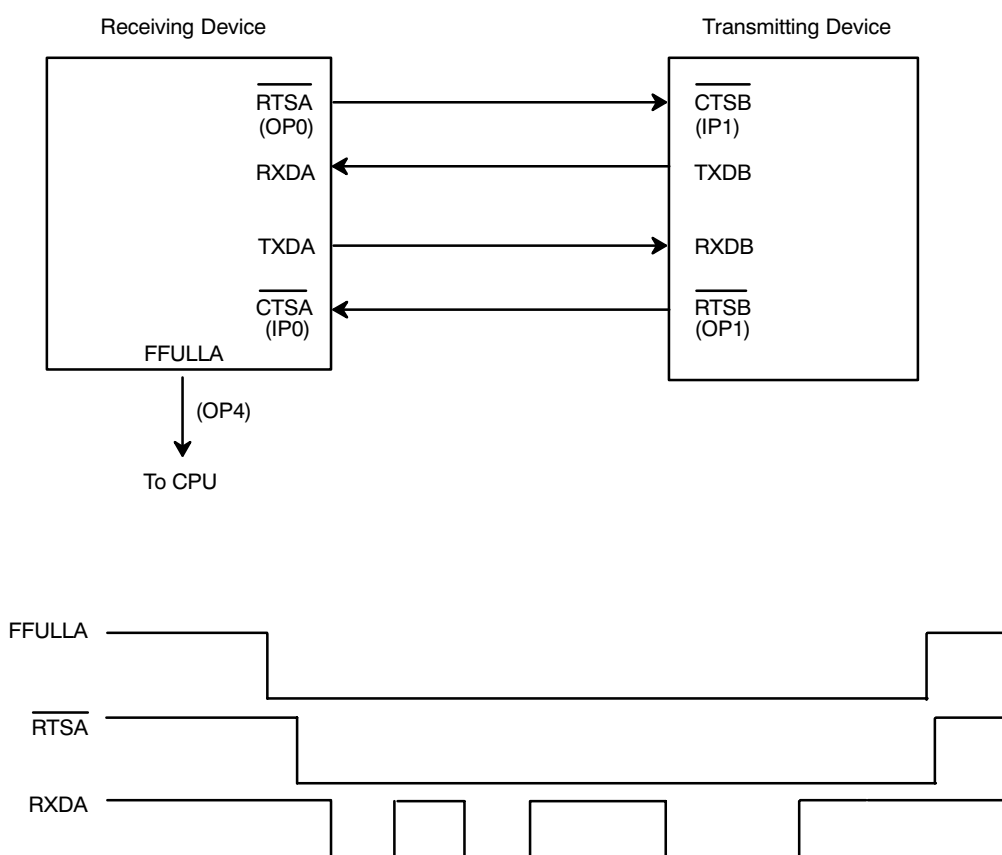 Receiving Device
Transmitting Device
RTSA
(OP0)
RXDA
TXDA
CTSA
(IP0)
FFULLA
CTSB
(IP1)
TXDB
RXDB
RTSB
(OP1)
(OP4)
To CPU
FFULLA
RTSA
RXDA